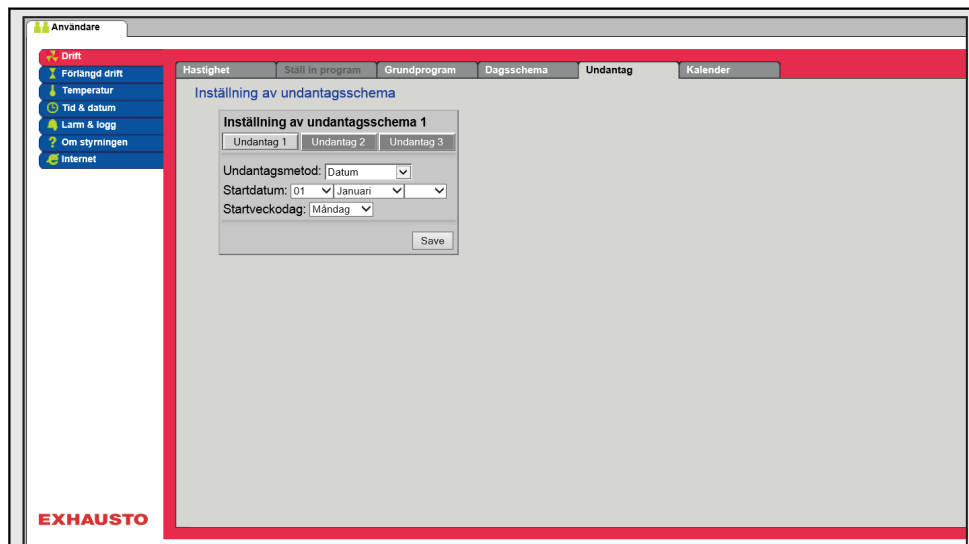 Användare
Drift
Förlängd drift
Temperatur
Tid & datum
Larm & logg
Om styrningen
Internet
Hastighet Ställ in program Grundprogram Dagsschema Undantag Kalender
Inställning av undantagsschema
Inställning av undantagsschema 1
Undantag 1 Undantag 2 Undantag 3
Undantagsmetod: Datum
Startdatum: 01 Januari
Startveckodag: Måndag
Save
EXHAUSTO